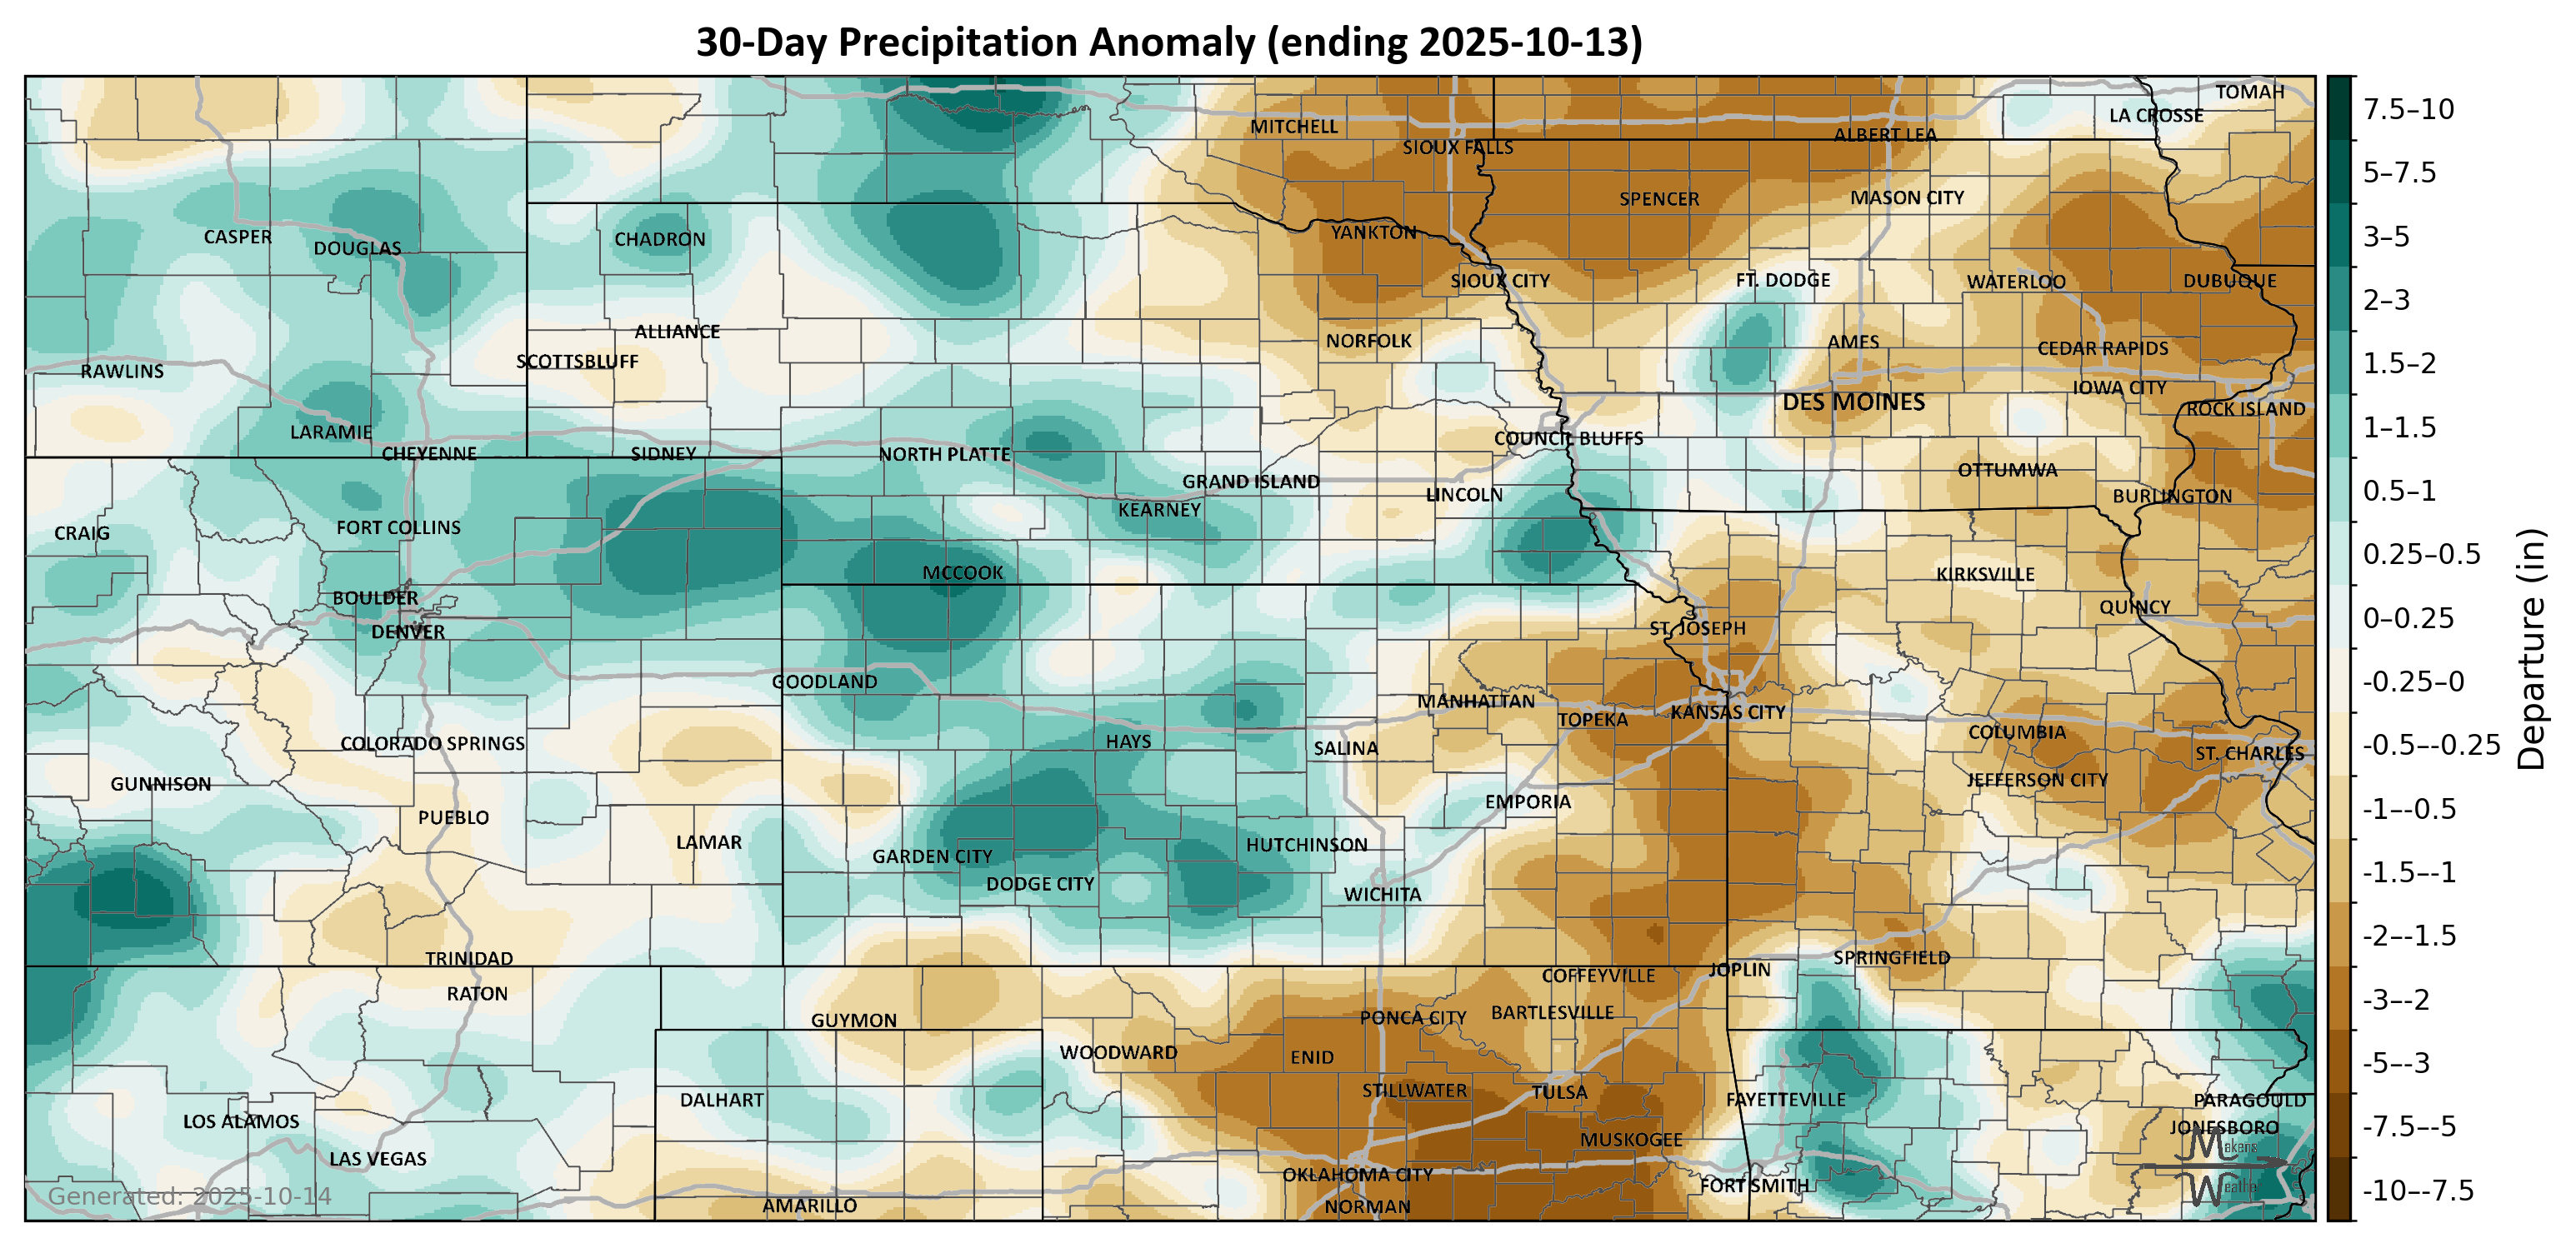 30-Day Precipitation Anomaly (ending 2025-10-13)
TOMAH
LA CROSSE
MITCHELL
ALBERT LEA
SIOUX FALLS
SPENCER
MASON CITY
CASPER
DOUGLAS
CHADRON
YANKTON
SIOUX CITY
FT. DODGE
WATERLOO
DUBUQUE
ALLIANCE
NORFOLK
AMES
CEDAR RAPIDS
SCOTTSBLUFF
RAWLINS
IOWA CITY
DES MOINES
ROCK ISLAND
LARAMIE
COUNCIL BLUFFS
CHEYENNE
SIDNEY
NORTH PLATTE
OTTUMWA
GRAND ISLAND
LINCOLN
BURLINGTON
KEARNEY
CRAIG
FORT COLLINS
MCCOOK
KIRKSVILLE
BOULDER
QUINCY
DENVER
ST. JOSEPH
GOODLAND
MANHATTAN
TOPEKA
KANSAS CITY
COLUMBIA
COLORADO SPRINGS
HAYS
SALINA
ST. CHARLES
GUNNISON
JEFFERSON CITY
PUEBLO
EMPORIA
LAMAR
HUTCHINSON
GARDEN CITY
DODGE CITY
WICHITA
TRINIDAD
SPRINGFIELD
COFFEYVILLE
JOPLIN
RATON
GUYMON
PONCA CITY
BARTLESVILLE
WOODWARD
ENID
STILLWATER
TULSA
DALHART
FAYETTEVILLE
PARAGOULD
LOS ALAMOS
JONESBORO
MUSKOGEE
LAS VEGAS
OKLAHOMA CITY
FORT SMITH
AMARILLO
NORMAN
Generated: 2025-10-14
Makens
Weather
7.5–10
5–7.5
3–5
2–3
1.5–2
1–1.5
0.5–1
0.25–0.5
0–0.25
-0.25–0
-0.5–-0.25
-1–-0.5
-1.5–-1
-2–-1.5
-3–-2
-5–-3
-7.5–-5
-10–-7.5
Departure (in)